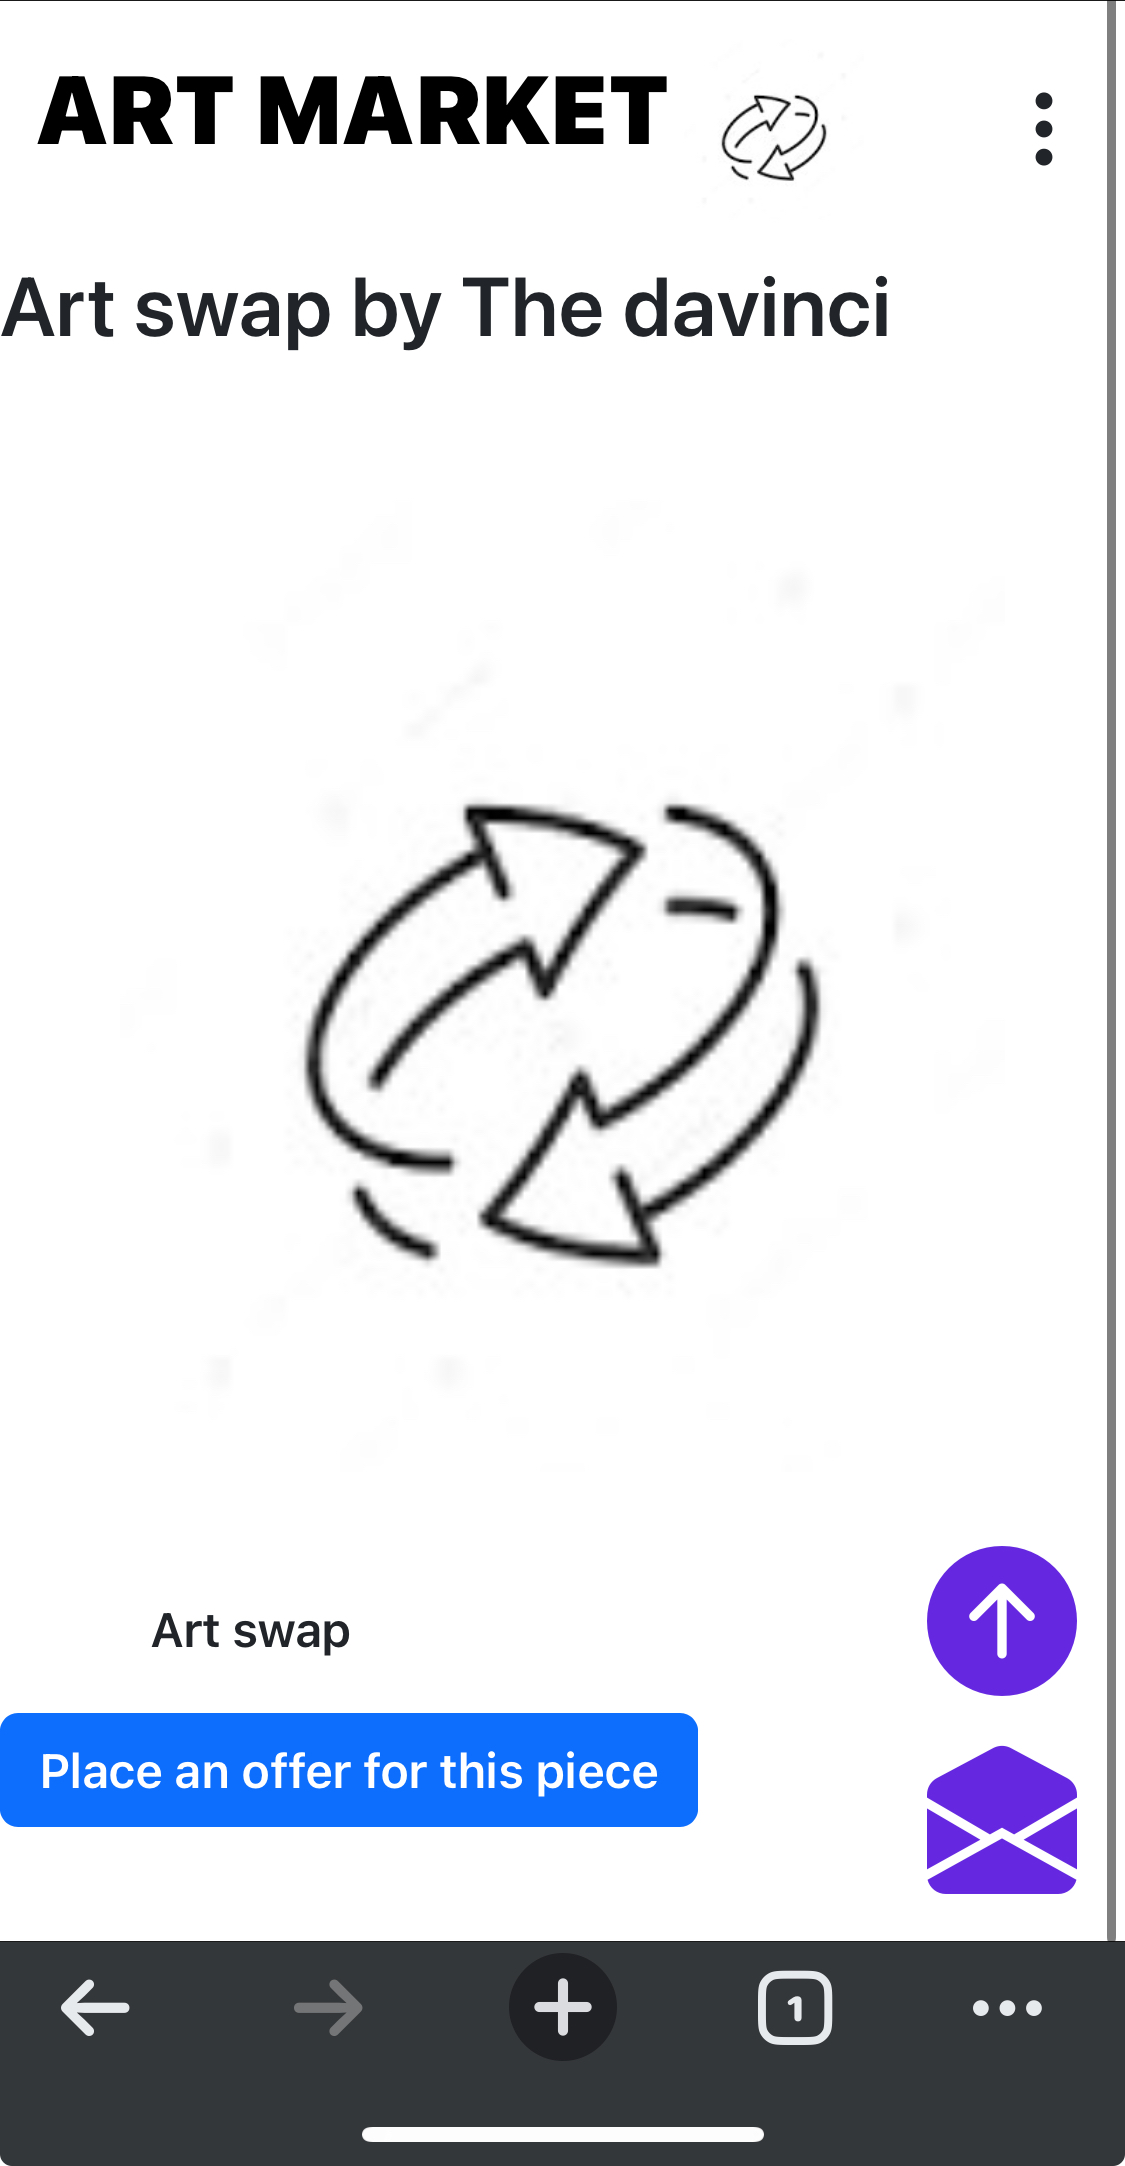 ART MARKET
Art swap by The davinci
Art swap
Place an offer for this piece
1